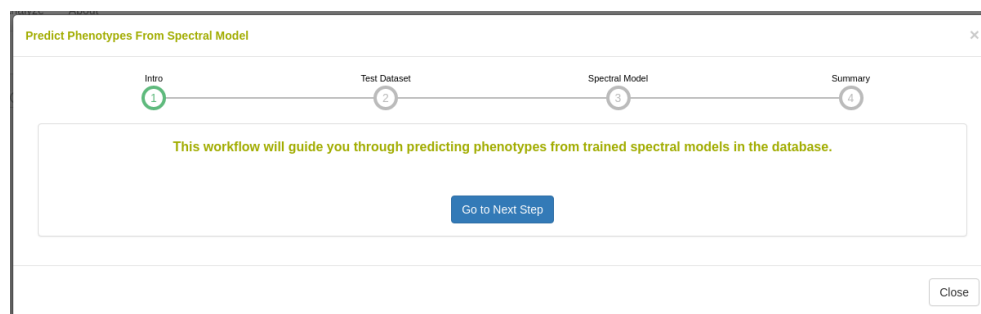 About
Predict Phenotypes From Spectral Model ×
Intro Test Dataset Spectral Model Summary
1 2 3 4
This workflow will guide you through predicting phenotypes from trained spectral models in the database.
Go to Next Step
Close